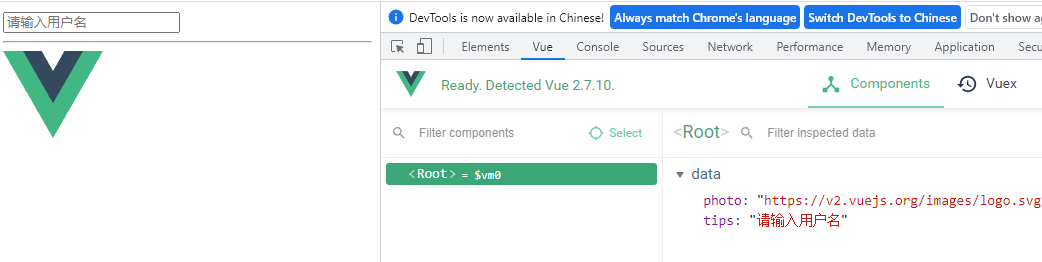 请输入用户名
DevTools is now available in Chinese! Always match Chrome's language Switch DevTools to Chinese Don't show
Elements Vue Console Sources Network Performance Memory Application
Ready. Detected Vue 2.7.10. Components Vuex
Filter components Select <Root> Filter inspected data
<Root> = $vm0
data
photo: "https://v2.vuejs.org/images/logo.svg
tips: "请输入用户名"